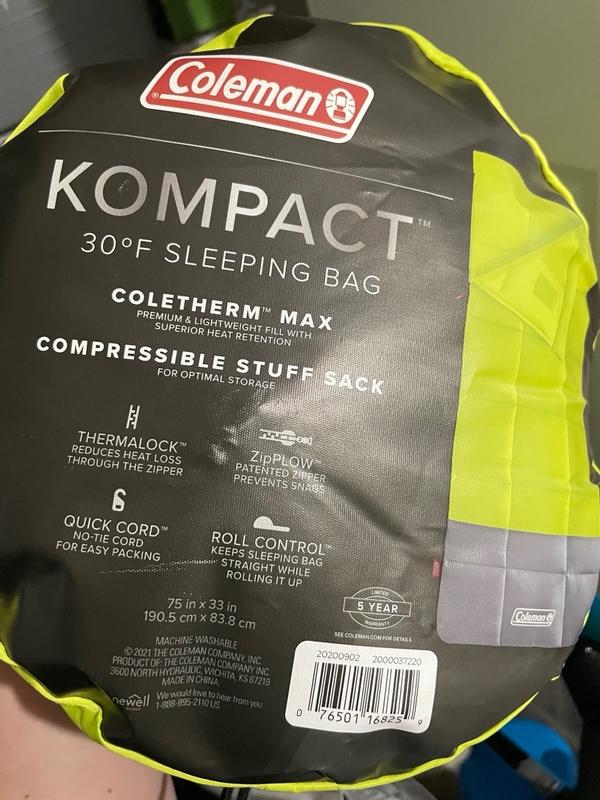 Coleman
KOMPACT™
30°F SLEEPING BAG
COLETHERM™ MAX
PREMIUM & LIGHTWEIGHT FILL WITH
SUPERIOR HEAT RETENTION
COMPRESSIBLE STUFF SACK
FOR OPTIMAL STORAGE
THERMALOCK™
REDUCES HEAT LOSS
THROUGH THE ZIPPER
ZipPLOW™
PATENTED ZIPPER
PREVENTS SNAGS
QUICK CORD™
NO-TIE CORD
FOR EASY PACKING
ROLL CONTROL™
KEEPS SLEEPING BAG
STRAIGHT WHILE
ROLLING IT UP
75 in x 33 in
190.5 cm x 83.8 cm
LIMITED
5 YEAR
WARRANTY
SEE COLEMAN.COM FOR DETAILS
Coleman
MACHINE WASHABLE
© 2021 THE COLEMAN COMPANY, INC.
PRODUCT OF: THE COLEMAN COMPANY INC.
3600 NORTH HYDRAULIC, WICHITA, KS 67219
MADE IN CHINA
newell
We would love to hear from you
1-888-895-2110 US
20200902 2000037220
0 76501 16825 9